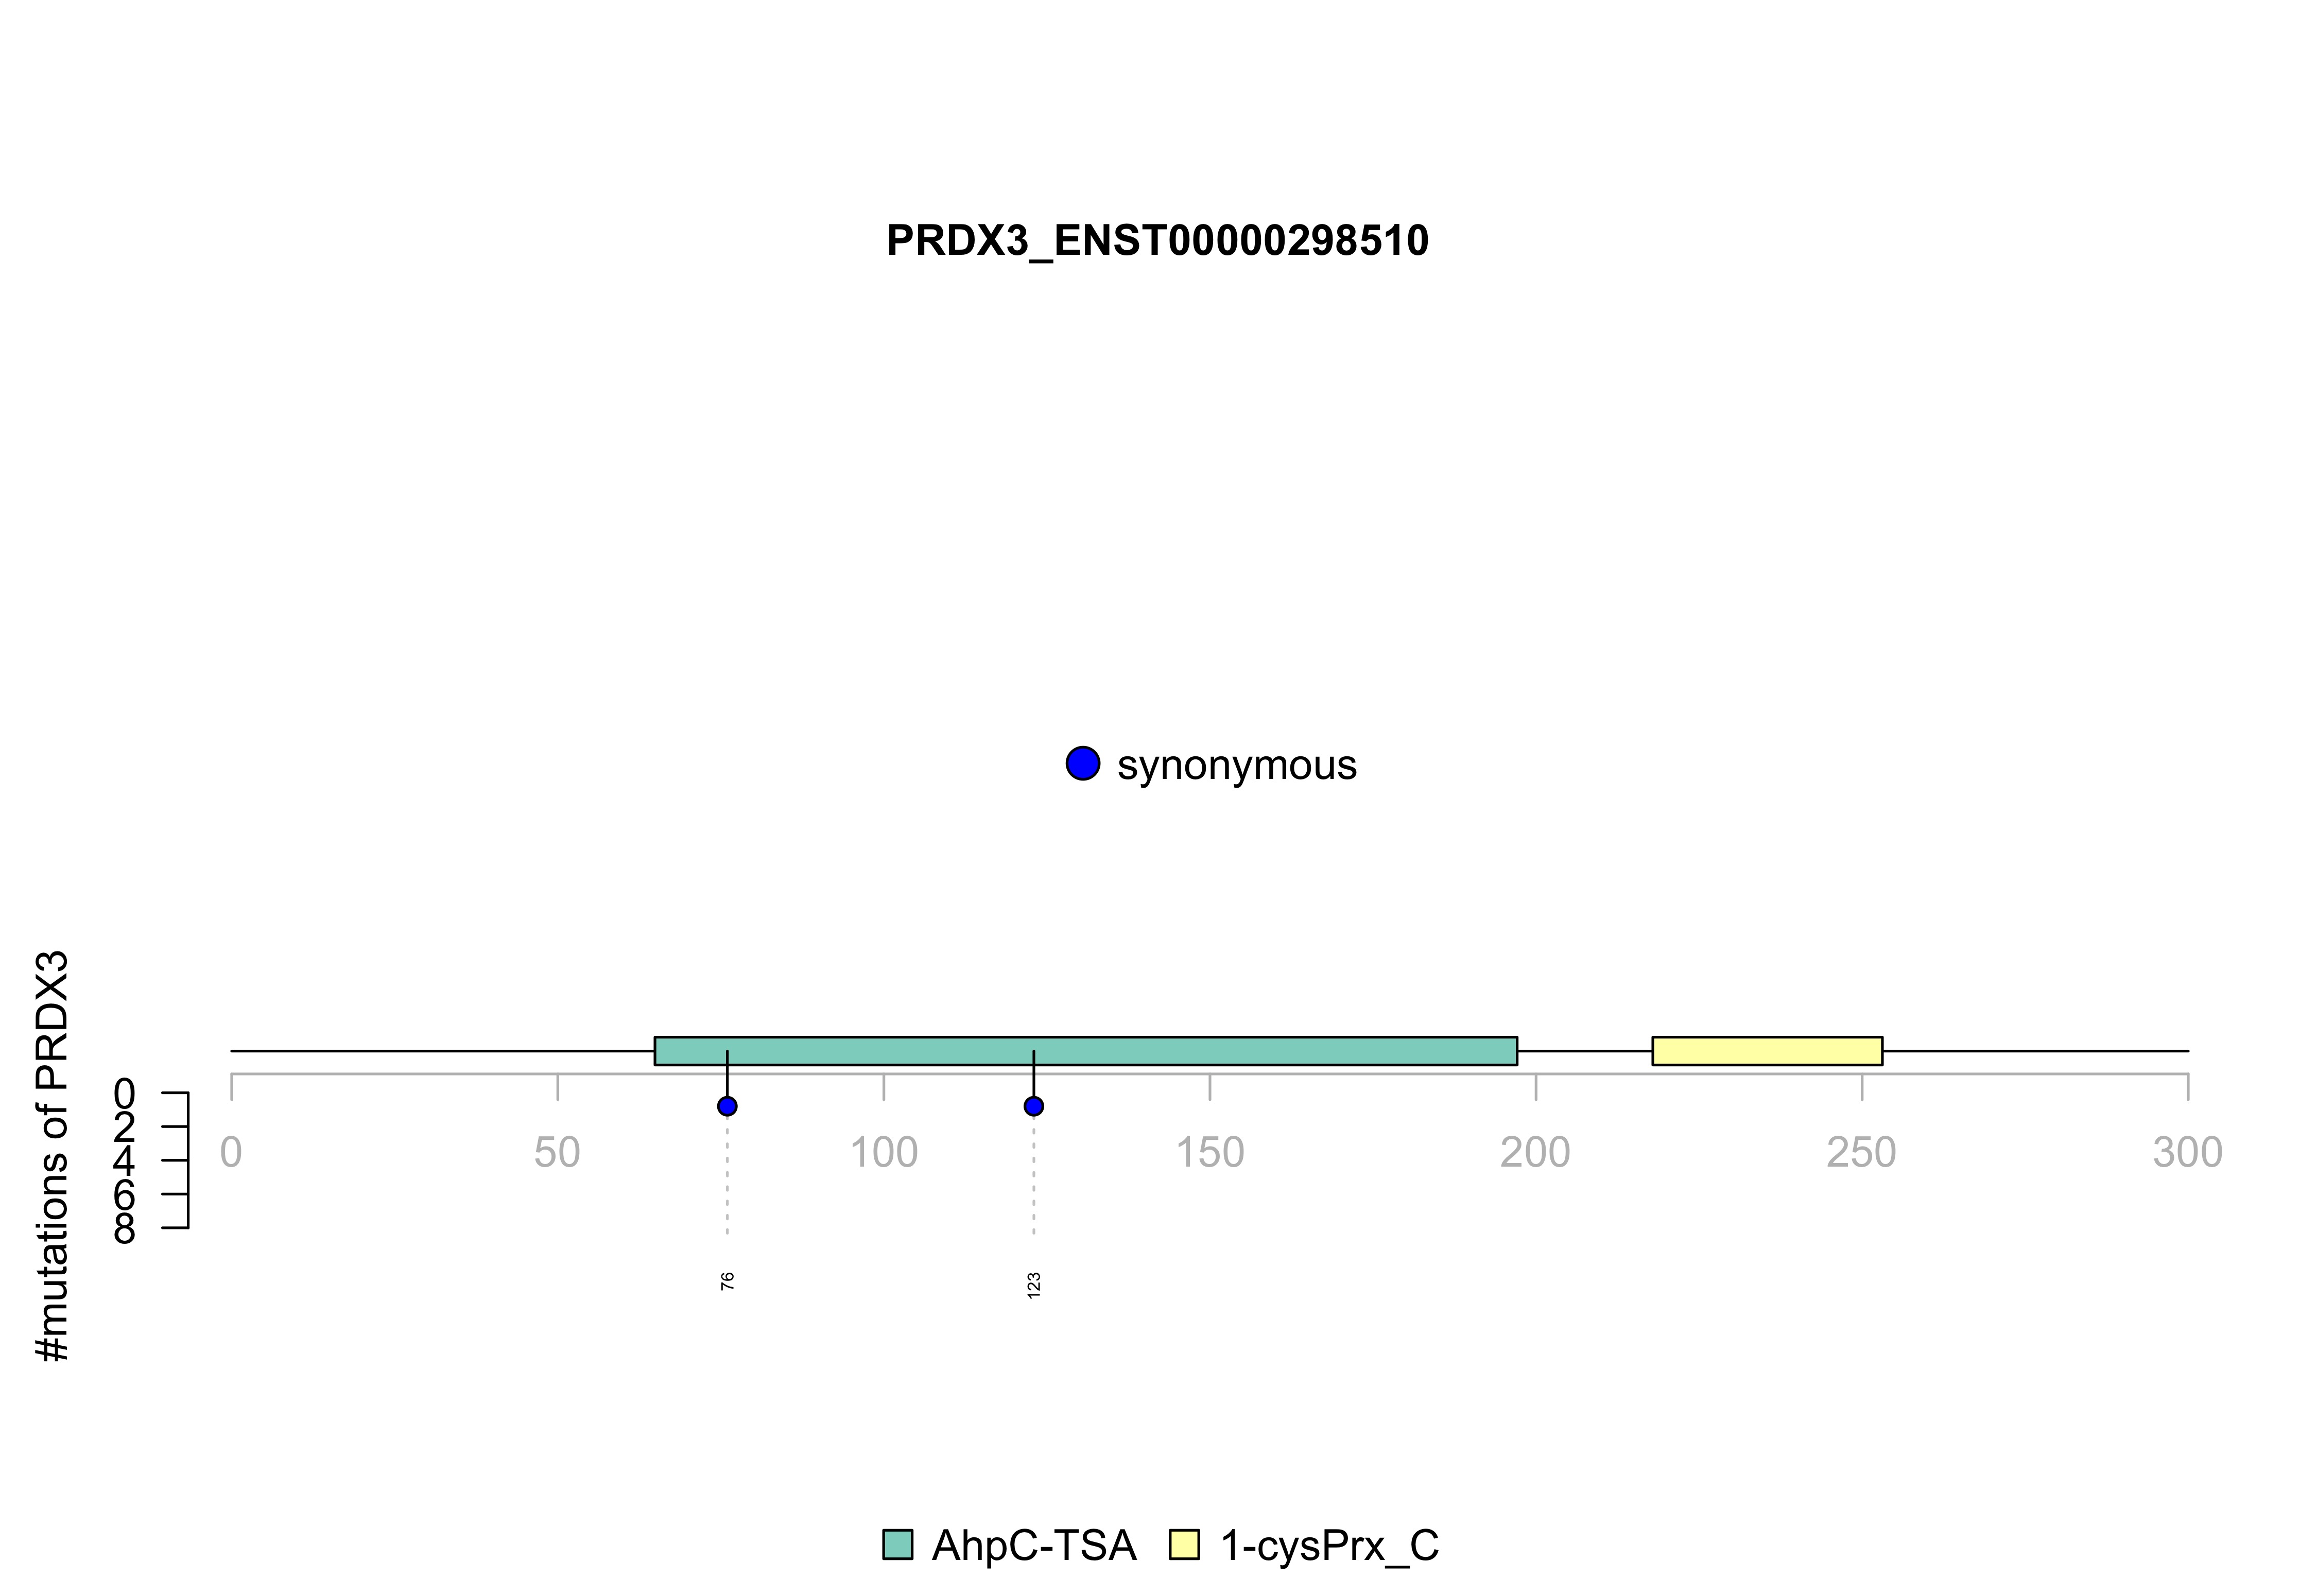 PRDX3_ENST00000298510
synonymous
#mutations of PRDX3
0
2
4
6
8
0 50 100 150 200 250 300
76 123
AhpC-TSA 1-cysPrx_C